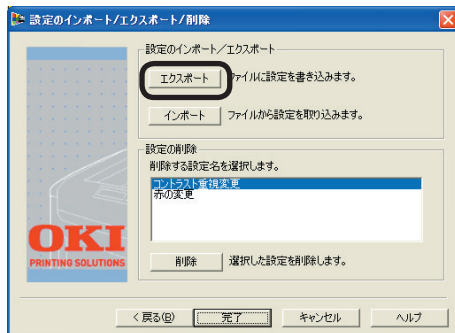 設定のインポート/エクスポート/削除
設定のインポート/エクスポート
エクスポート ファイルに設定を書き込みます。
インポート ファイルから設定を取り込みます。
設定の削除
削除する設定名を選択します。
コントラスト重視変更
赤の変更
削除 選択した設定を削除します。
OKI
PRINTING SOLUTIONS
< 戻る(B) 完了 キャンセル ヘルプ